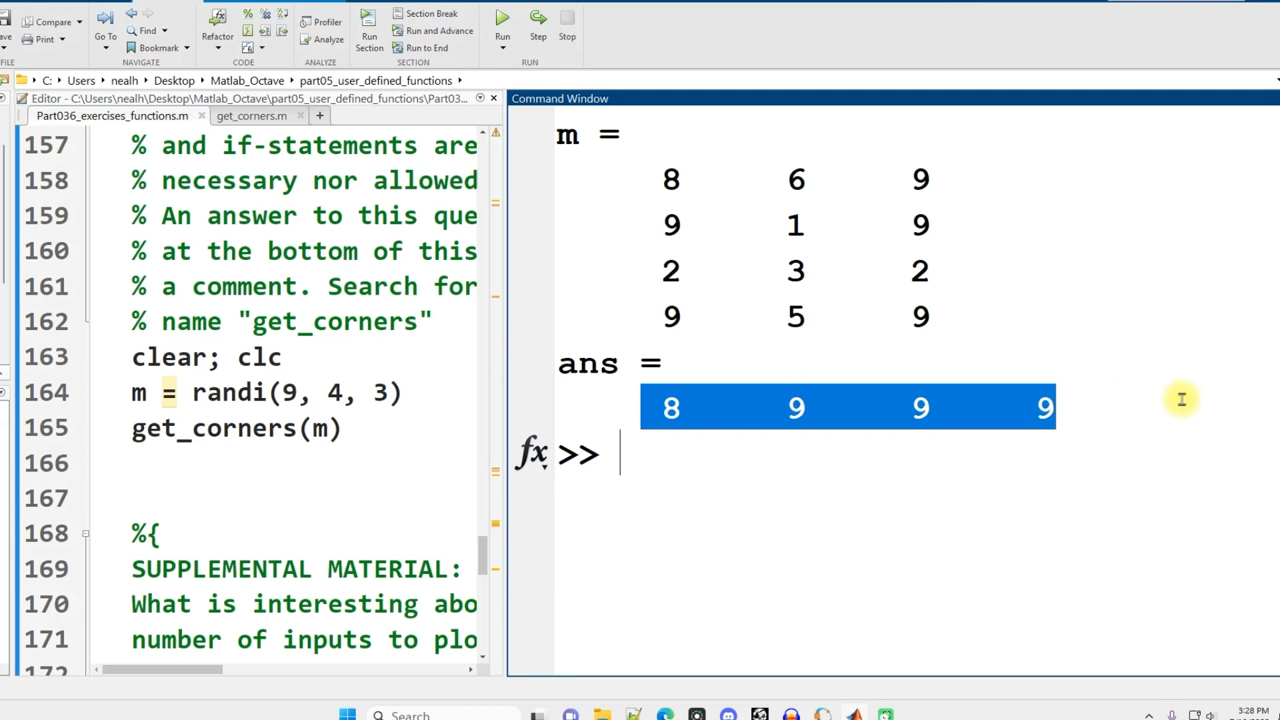 Compare
Print
Go To
Find
Bookmark
NAVIGATE
Refactor
CODE
Profiler
Analyze
ANALYZE
Run Section
Section Break
Run and Advance
Run to End
SECTION
Run
Step
Stop
RUN
C: Users nealh Desktop Matlab_Octave part05_user_defined_functions
Editor - C:\Users\nealh\Desktop\Matlab_Octave\part05_user_defined_functions\Part03...
Part036_exercises_functions.m get_corners.m
157 % and if-statements are
158 % necessary nor allowed
159 % An answer to this que
160 % at the bottom of this
161 % a comment. Search for
162 % name "get_corners"
163 clear; clc
164 m = randi(9, 4, 3)
165 get_corners(m)
166
167
168 %{
169 SUPPLEMENTAL MATERIAL:
170 What is interesting abo
171 number of inputs to plo
172
Command Window
m =
8 6 9
9 1 9
2 3 2
9 5 9
ans =
8 9 9 9
fx >>
Search
3:28 PM